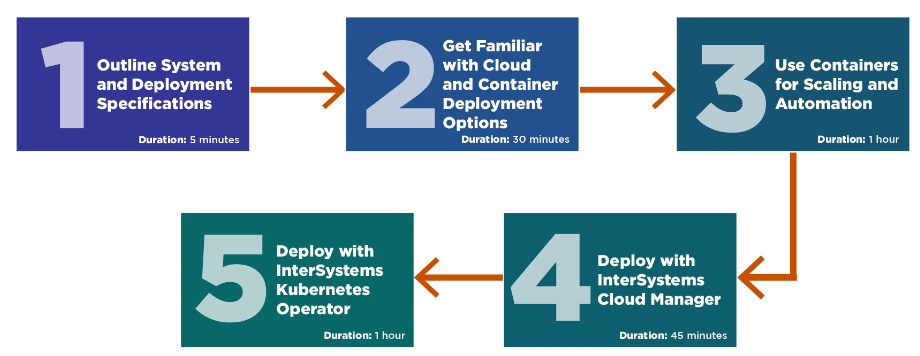 1
Outline System
and Deployment
Specifications
Duration: 5 minutes
2
Get Familiar
with Cloud
and Container
Deployment
Options
Duration: 30 minutes
3
Use Containers
for Scaling and
Automation
Duration: 1 hour
4
Deploy with
InterSystems
Cloud Manager
Duration: 45 minutes
5
Deploy with
InterSystems
Kubernetes
Operator
Duration: 1 hour